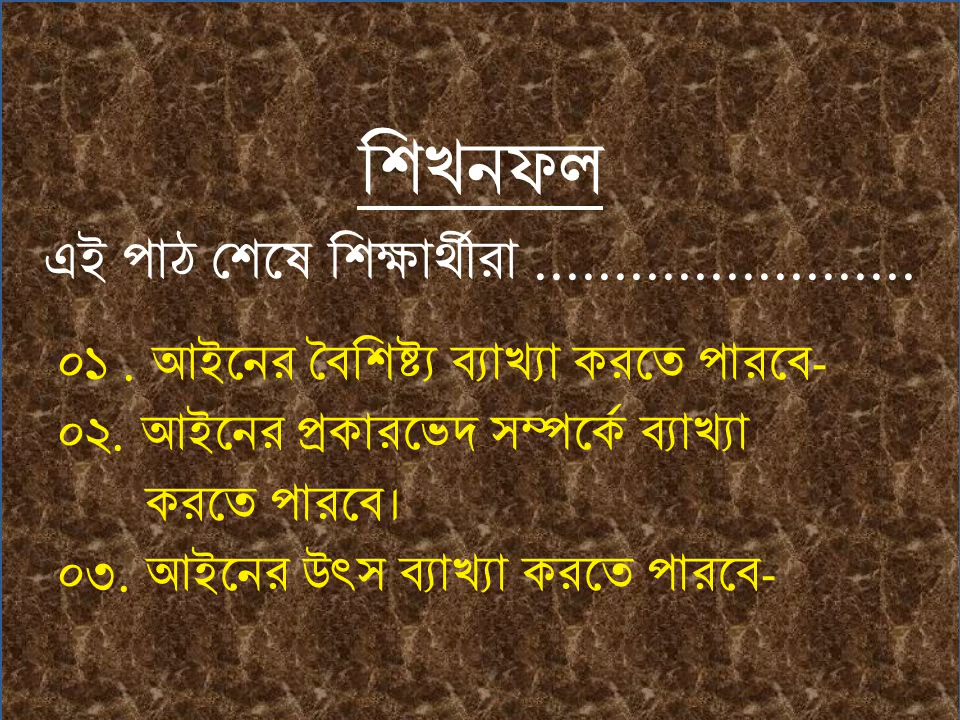 শিখনফল
এই পাঠ শেষে শিক্ষার্থীরা ........................
০১ . আইনের বৈশিষ্ট্য ব্যাখ্যা করতে পারবে-
০২. আইনের প্রকারভেদ সম্পর্কে ব্যাখ্যা
করতে পারবে।
০৩. আইনের উৎস ব্যাখ্যা করতে পারবে-